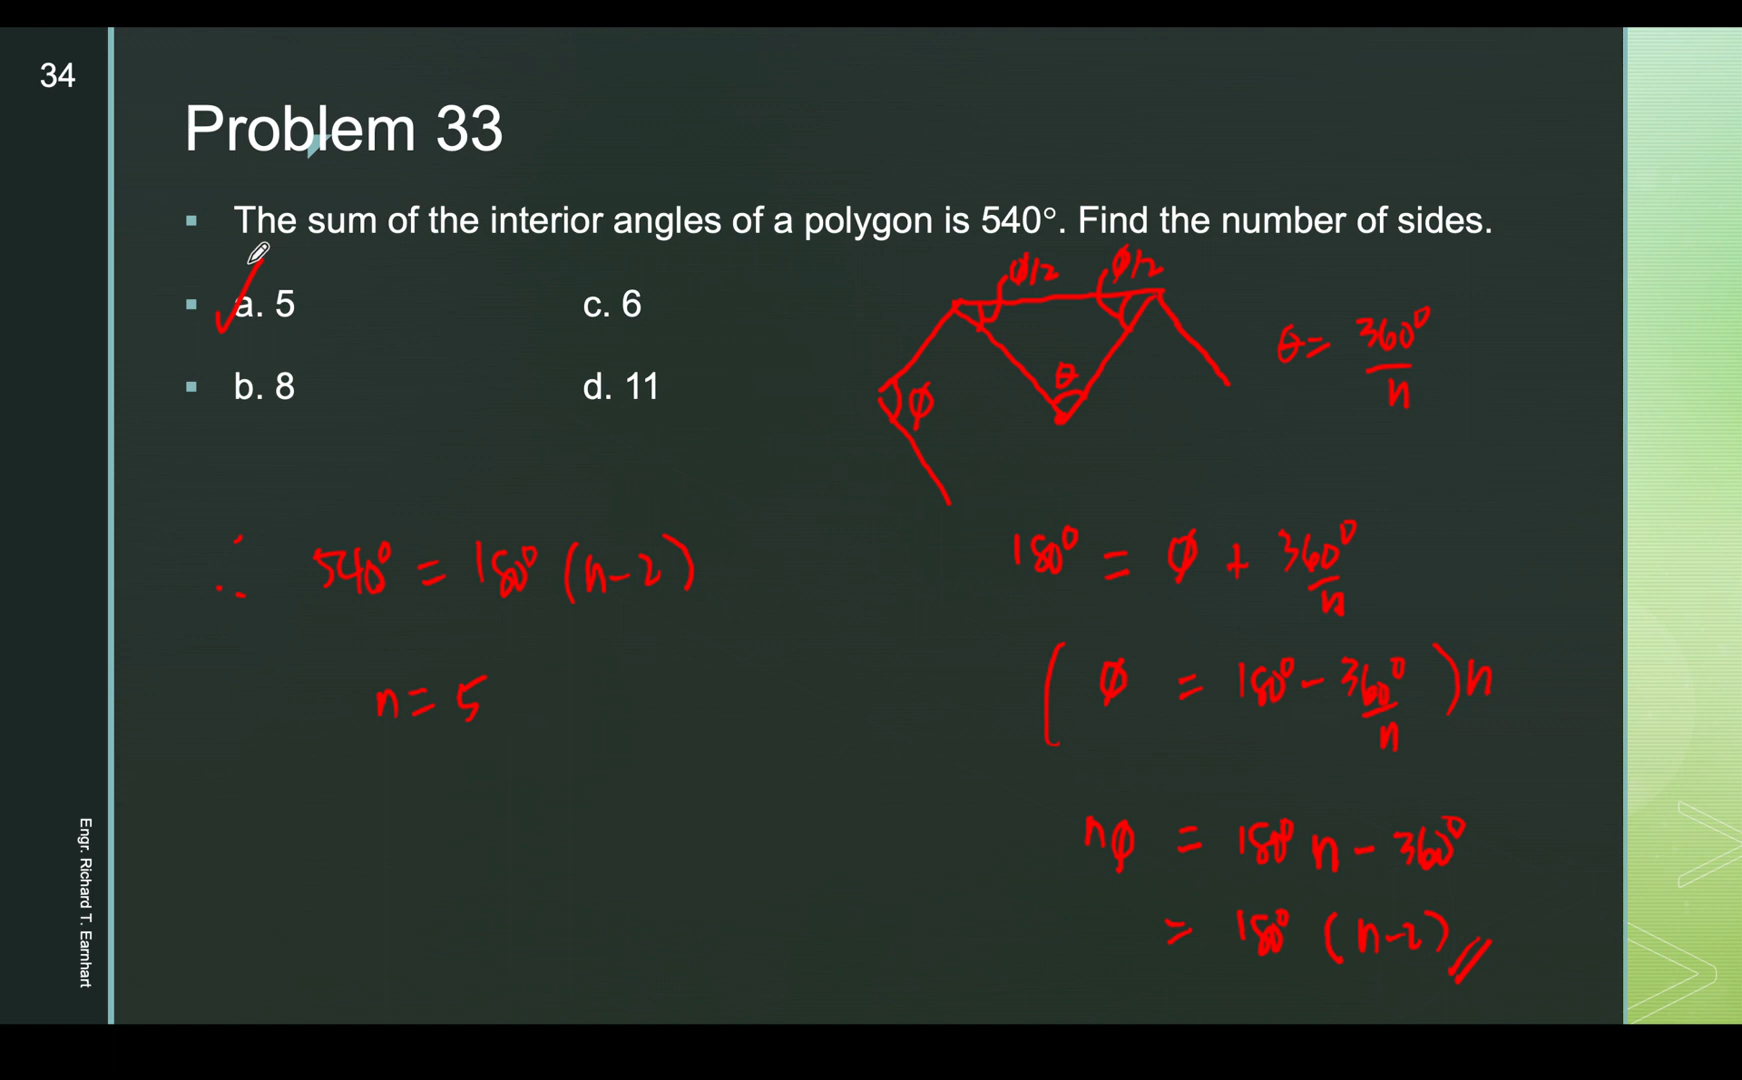 34
Problem 33
The sum of the interior angles of a polygon is 540°. Find the number of sides.
a. 5
c. 6
b. 8
d. 11
ϕ/2
ϕ/2
θ
ϕ
θ = 360°/n
∴ 540° = 180° (n-2)
n = 5
180° = ϕ + 360°/n
( ϕ = 180° - 360°/n ) n
nϕ = 180° n - 360°
= 180° (n-2) //
Engr. Richard T. Earnhart